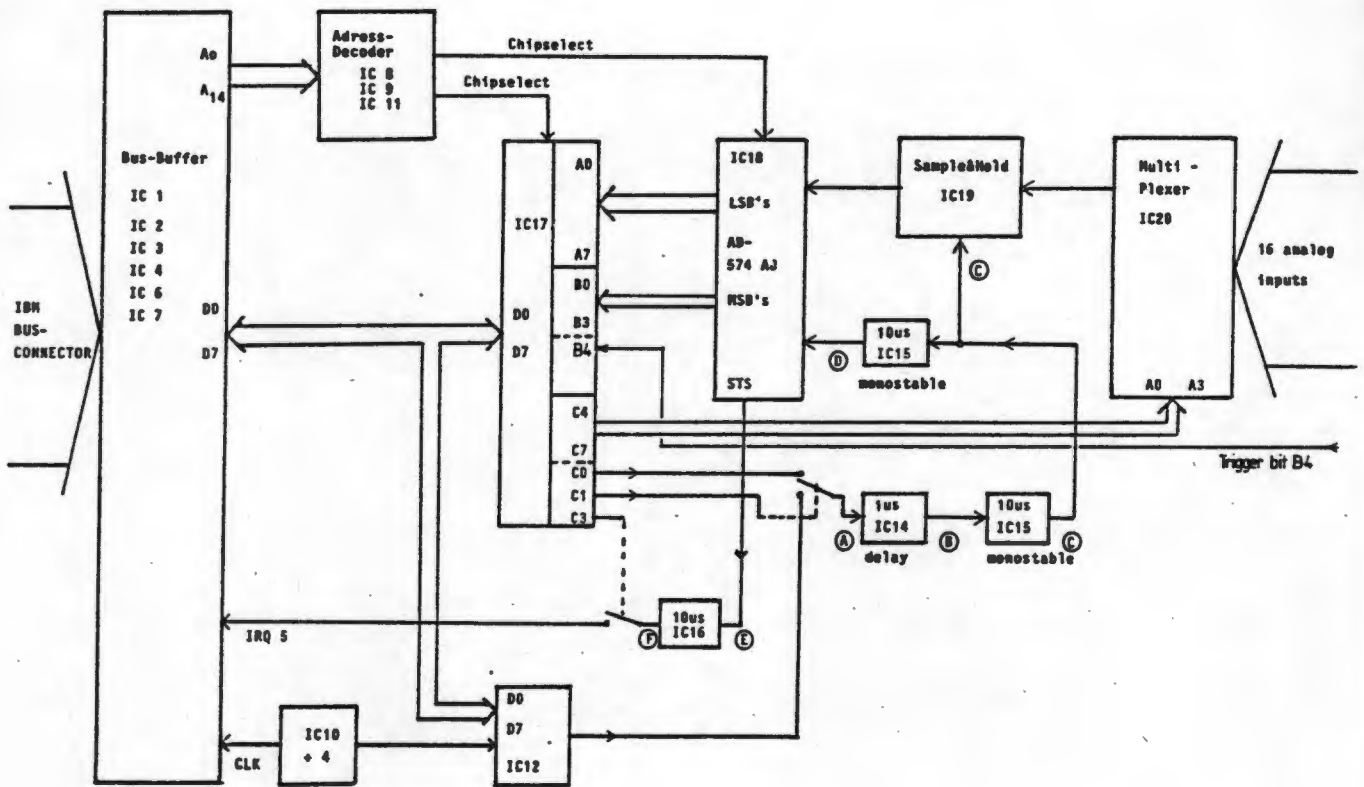 Ao
A14
Bus-Buffer
IC 1
IC 2
IC 3
IC 4
IC 6
IC 7
D0
D7
IBM
BUS-
CONNECTOR
Adress-
Decoder
IC 8
IC 9
IC 11
Chipselect
Chipselect
IC17
D0
D7
A0
A7
B0
B3
B4
C4
C7
C0
C1
C3
IC18
LSB's
AD-
574 AJ
MSB's
STS
Sample&Hold
IC19
C
10us
IC15
monostable
D
Multi -
Plexer
IC20
A0 A3
16 analog
inputs
Trigger bit B4
A
1us
IC14
delay
B
10us
IC15
monostable
C
IRQ 5
F
10us
IC16
E
CLK
IC10
÷ 4
D0
D7
IC12